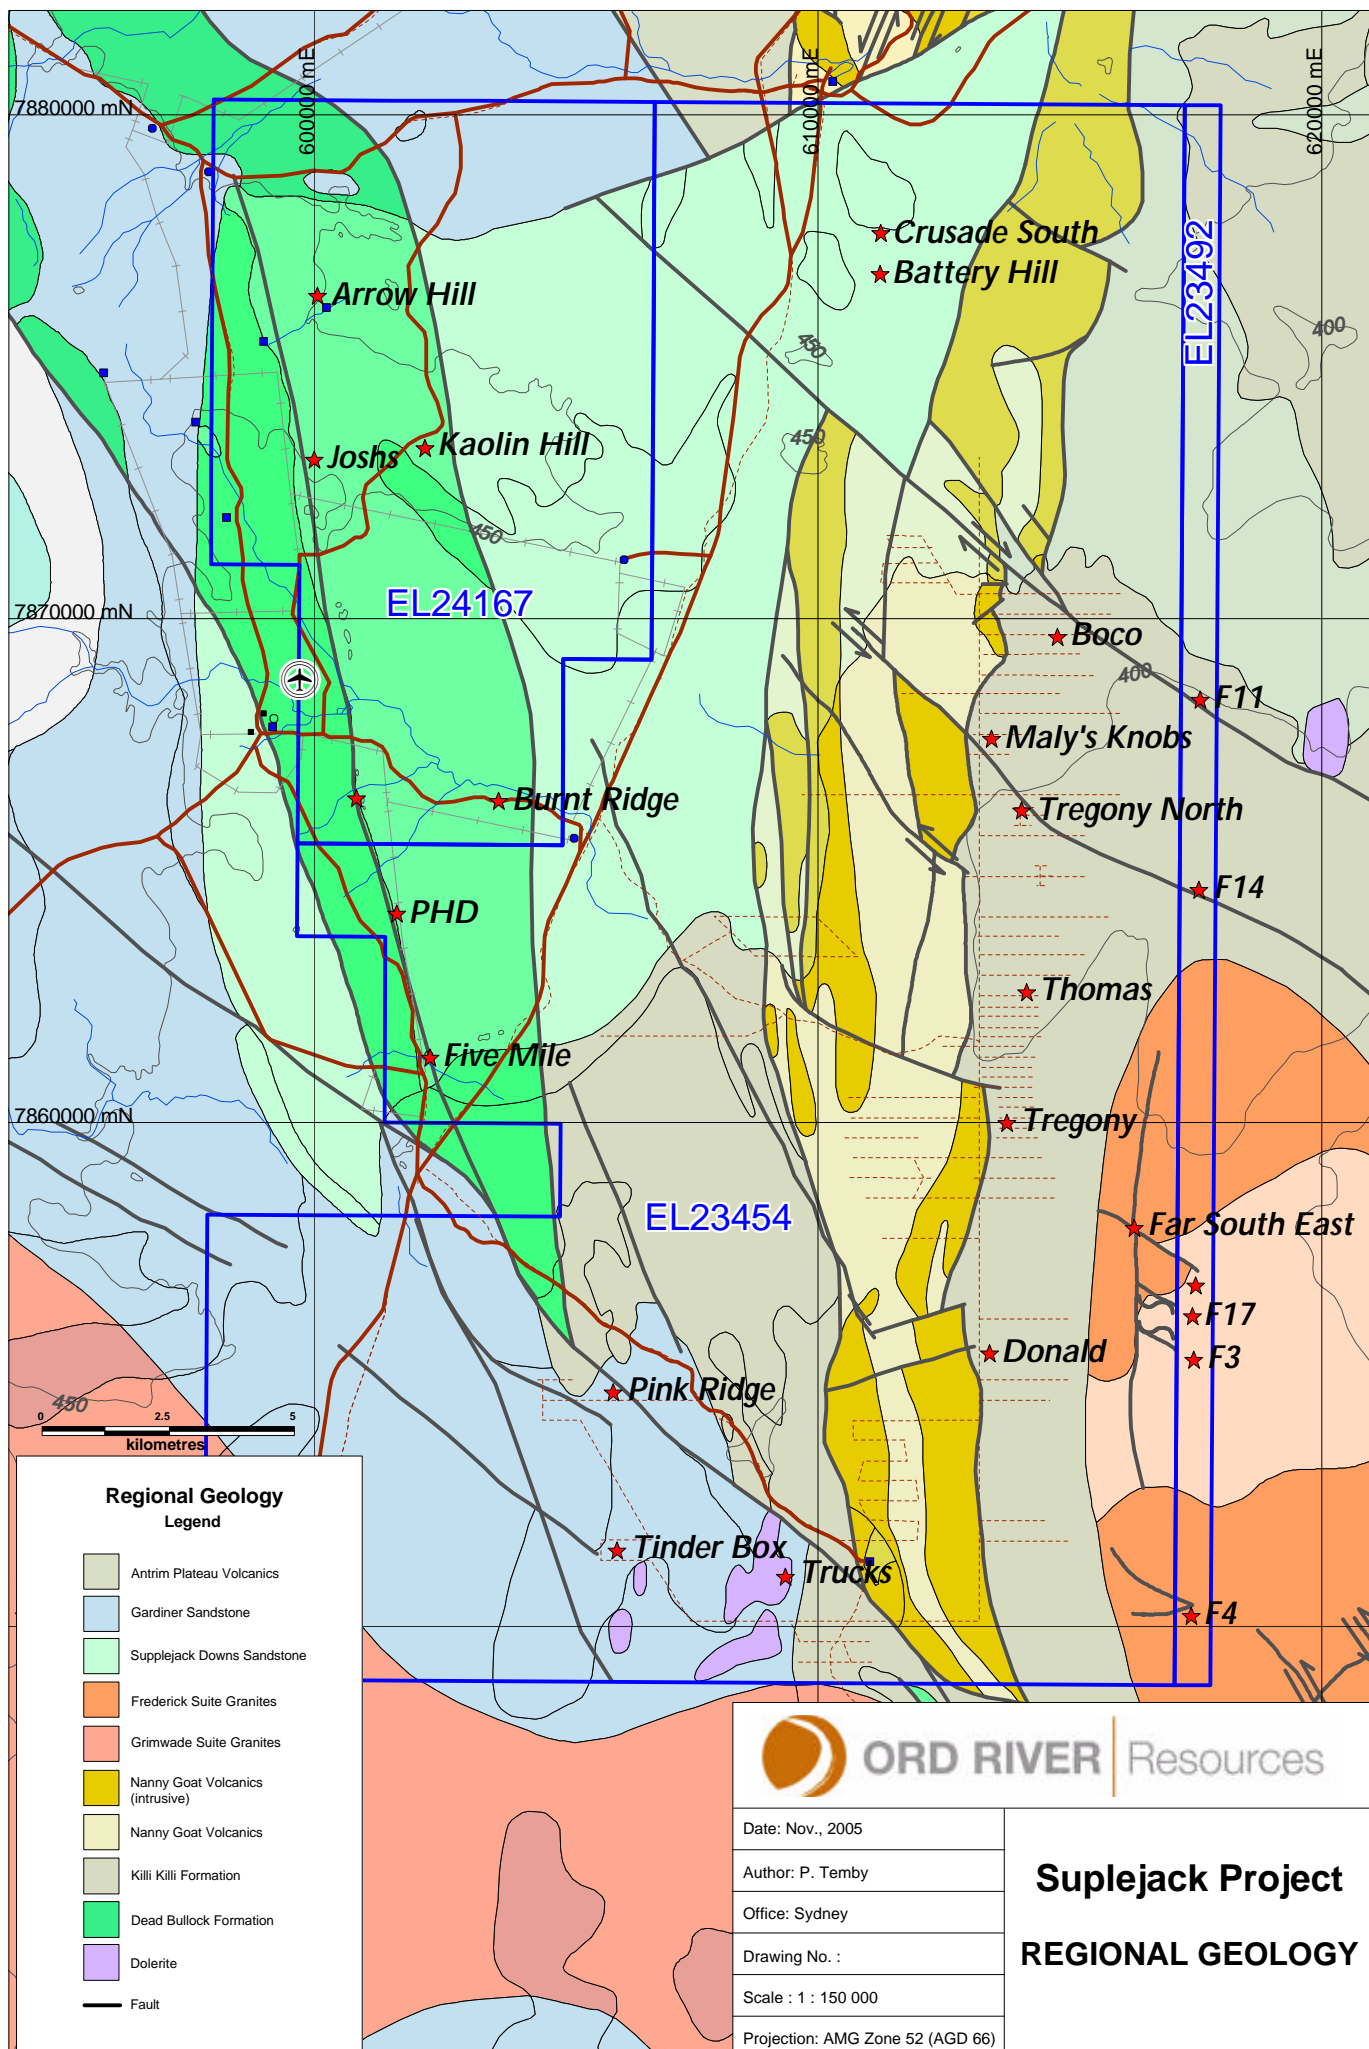 7880000 mN
600000 mE
610000 mE
620000 mE
EL23492
Crusade South
Battery Hill
Arrow Hill
400
450
450
Kaolin Hill
Joshs
450
EL24167
7870000 mN
Boco
400
F11
Maly's Knobs
Burnt Ridge
Tregony North
F14
PHD
Thomas
Five Mile
7860000 mN
Tregony
EL23454
Far South East
F17
Donald
F3
Pink Ridge
450
0 2.5 5
kilometres
Tinder Box
Trucks
F4
Regional Geology
Legend
Antrim Plateau Volcanics
Gardiner Sandstone
Supplejack Downs Sandstone
Frederick Suite Granites
Grimwade Suite Granites
Nanny Goat Volcanics
(intrusive)
Nanny Goat Volcanics
Killi Killi Formation
Dead Bullock Formation
Dolerite
Fault
ORD RIVER Resources
Date: Nov., 2005
Author: P. Temby
Office: Sydney
Drawing No. :
Scale : 1 : 150 000
Projection: AMG Zone 52 (AGD 66)
Suplejack Project
REGIONAL GEOLOGY